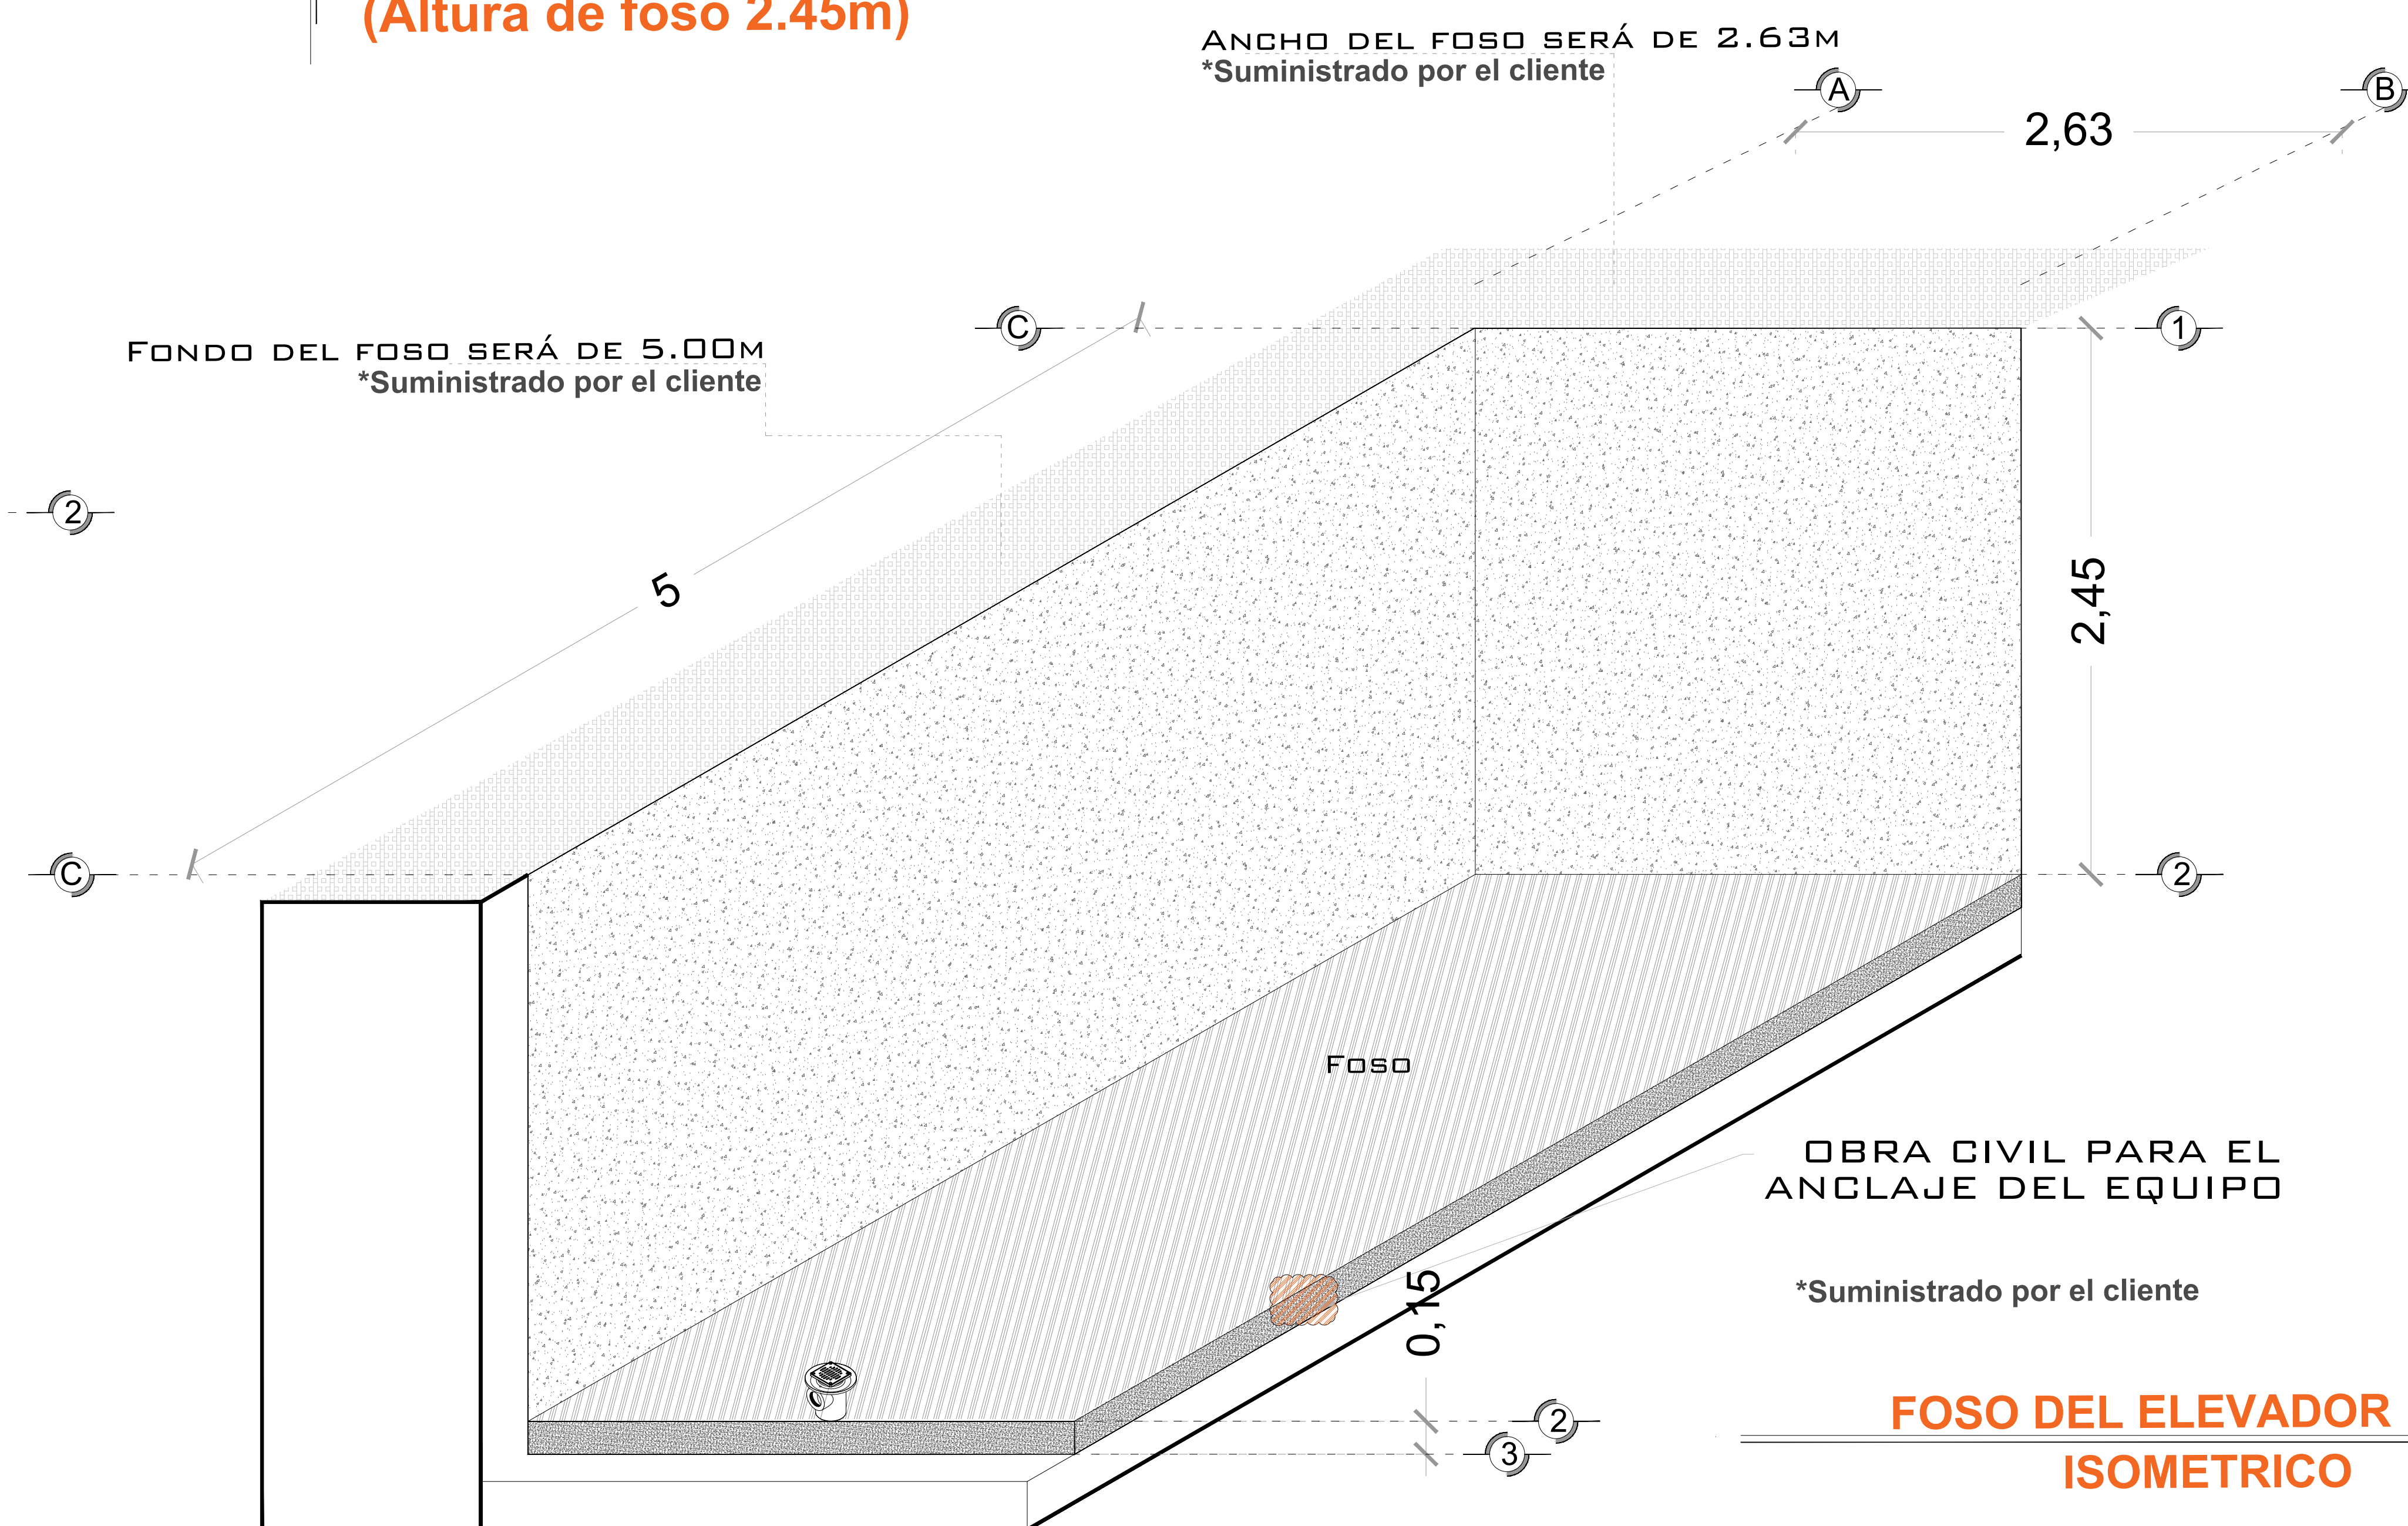 (Altura de foso 2.45m)
ANCHO DEL FOSO SERÁ DE 2.63M
*Suministrado por el cliente
A
B
2,63
C
1
FONDO DEL FOSO SERÁ DE 5.00M
*Suministrado por el cliente
2
5
2,45
C
2
FOSO
OBRA CIVIL PARA EL
ANCLAJE DEL EQUIPO
*Suministrado por el cliente
0,15
2
3
FOSO DEL ELEVADOR
ISOMETRICO